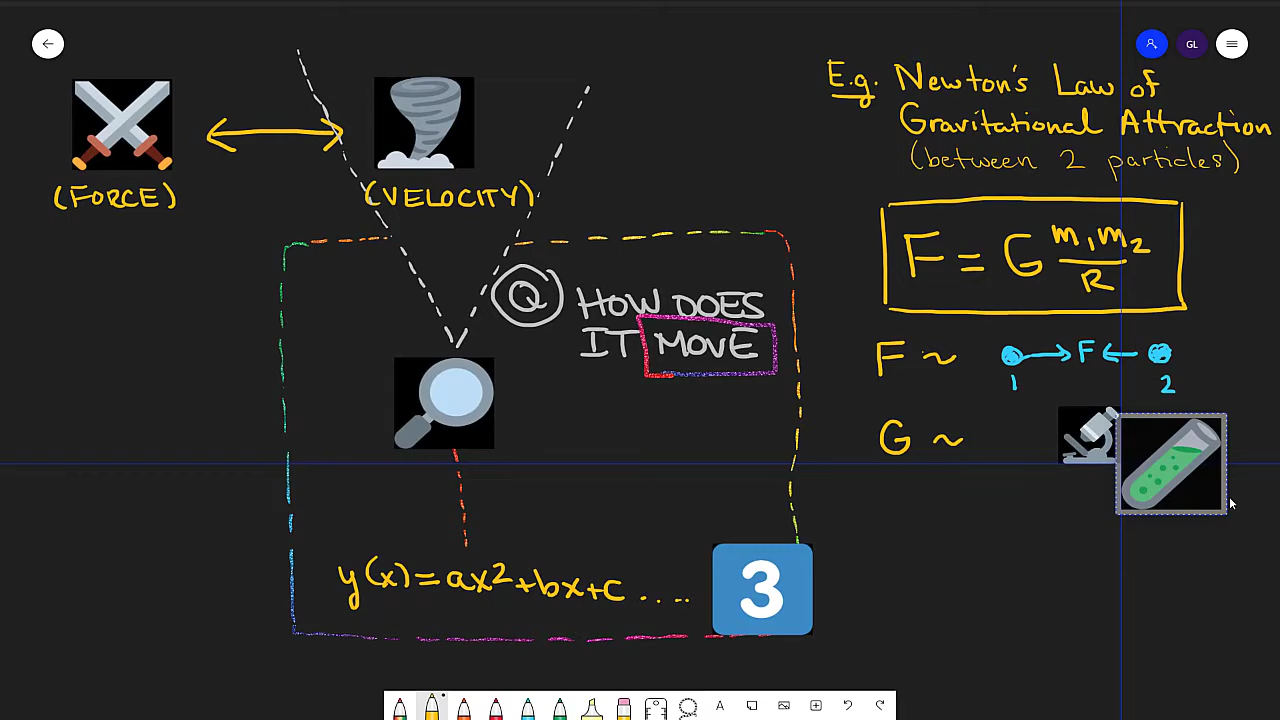 GL
(FORCE)
(VELOCITY)
Q HOW DOES
IT MOVE
y(x)=ax²+bx+c . . . .
3
E.g. Newton's Law of
Gravitational Attraction
(between 2 particles)
F = G m₁m₂/R
F ~ → F ←
1 2
G ~
A